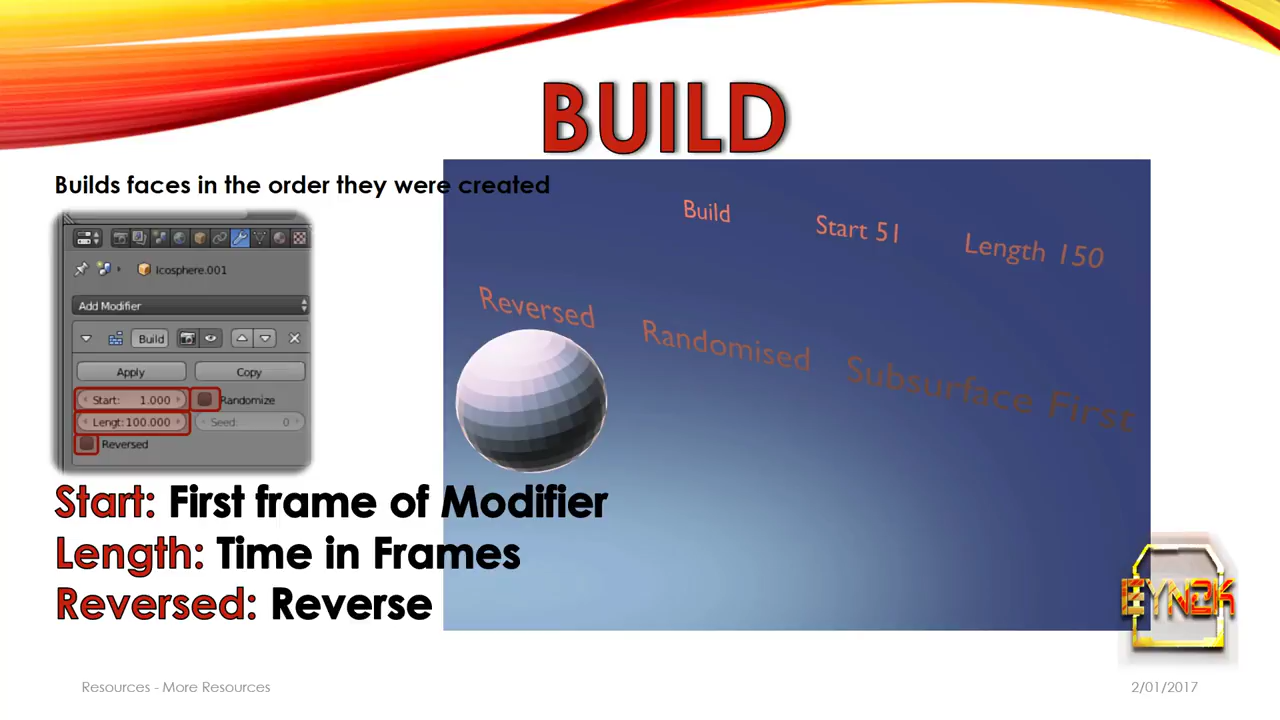 BUILD
Builds faces in the order they were created
Icosphere.001
Add Modifier
Build
Apply Copy
Start: 1.000 Randomize
Lengt: 100.000 Seed: 0
Reversed
Build Start 51 Length 150
Reversed Randomised Subsurface First
Start: First frame of Modifier
Length: Time in Frames
Reversed: Reverse
EYN2K
Resources - More Resources
2/01/2017